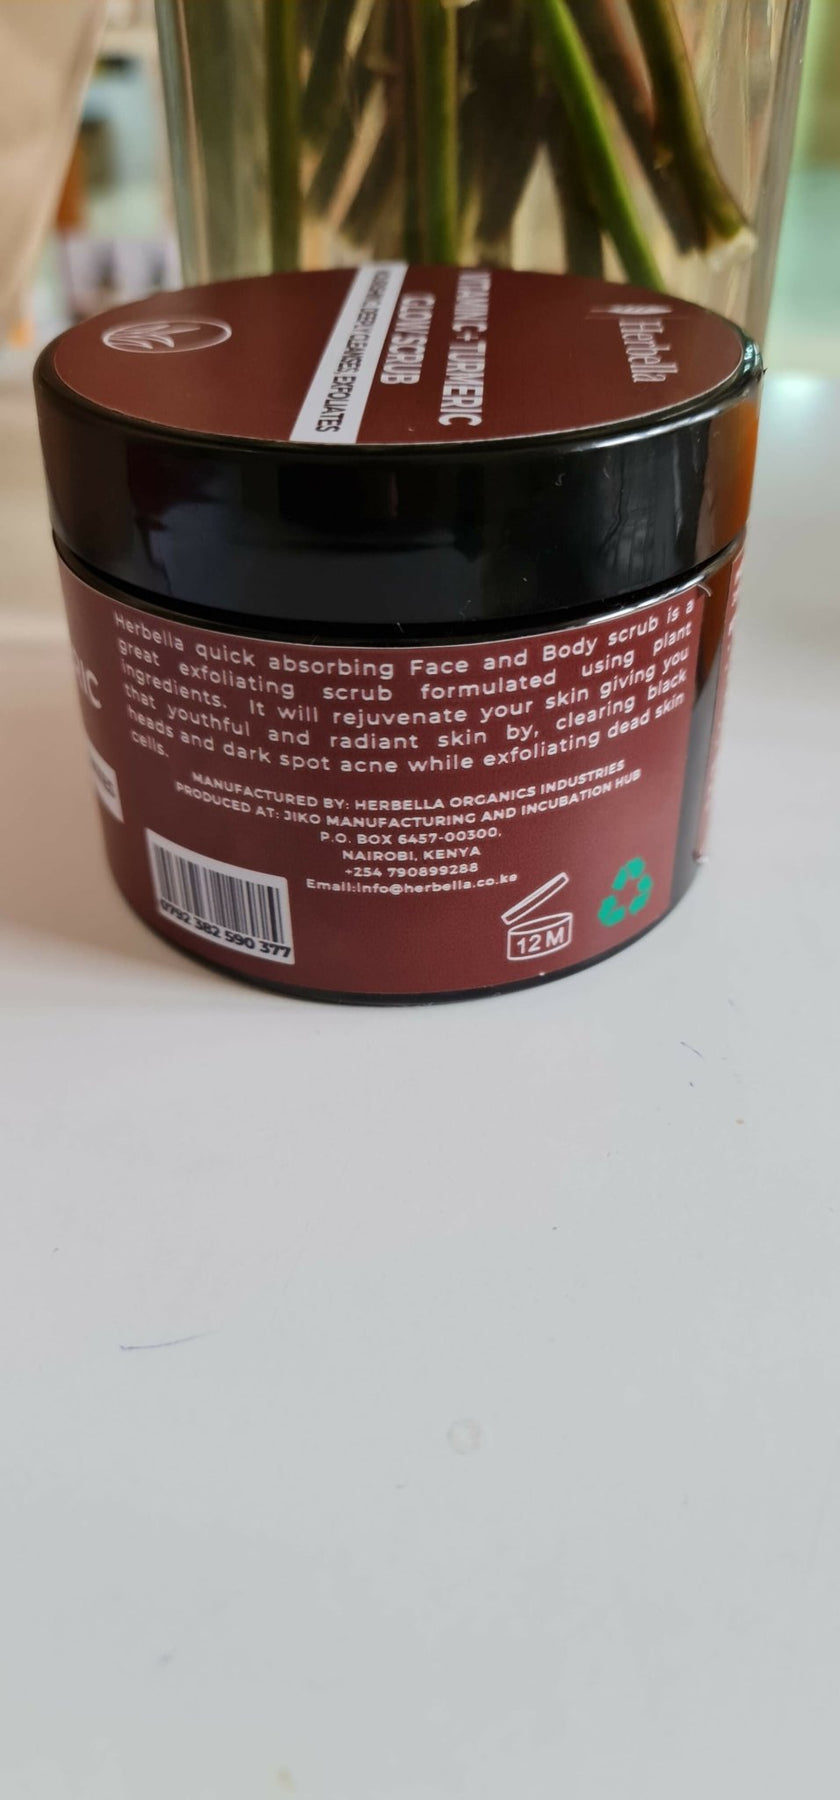 Herbella
VITAMIN C + TURMERIC
GLOW SCRUB
DEEPLY CLEANSES, EXFOLIATES
RIC
Herbella quick absorbing Face and Body scrub is a
great exfoliating scrub formulated using plant
ingredients. It will rejuvenate your skin giving you
that youthful and radiant skin by, clearing black
heads and dark spot acne while exfoliating dead skin
cells.
MANUFACTURED BY: HERBELLA ORGANICS INDUSTRIES
PRODUCED AT: JIKO MANUFACTURING AND INCUBATION HUB
P.O. BOX 6457-00300,
NAIROBI, KENYA
+254 790899288
Email:info@herbella.co.ke
0792 382 590 377
12 M